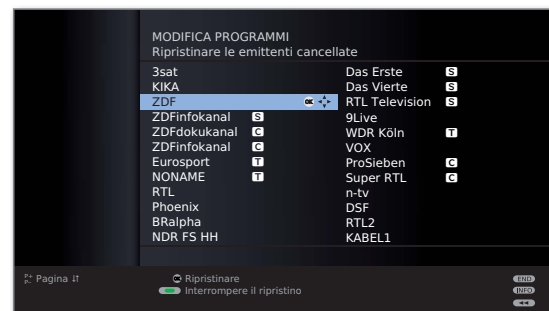 MODIFICA PROGRAMMI
Ripristinare le emittenti cancellate
3sat
KIKA
ZDF OK
ZDFinfokanal S
ZDFdokukanal C
ZDFinfokanal C
Eurosport T
NONAME T
RTL
Phoenix
BRalpha
NDR FS HH
Das Erste S
Das Vierte S
RTL Television S
9Live
WDR Köln T
VOX
ProSieben C
Super RTL C
n-tv
DSF
RTL2
KABEL1
P+
P-
Pagina
OK Ripristinare
Interrompere il ripristino
END
INFO